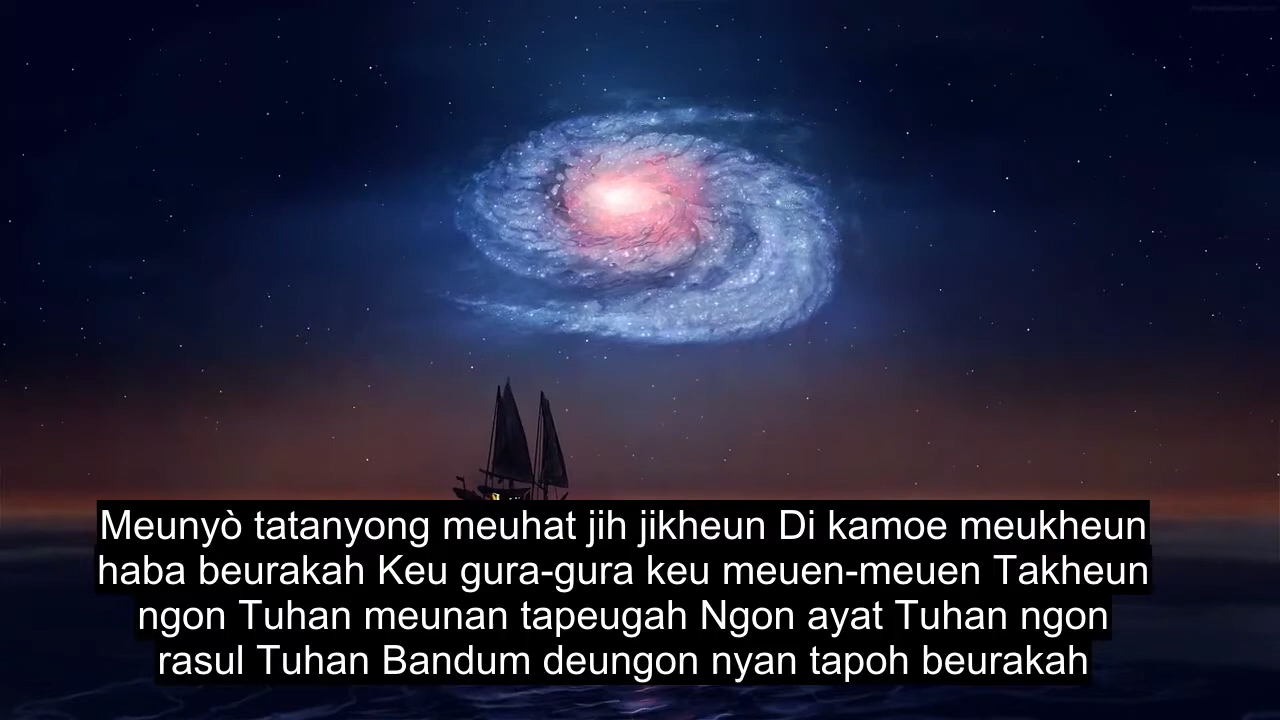 Meunyò tatanyong meuhat jih jikheun Di kamoe meukheun
haba beurakah Keu gura-gura keu meuen-meuen Takheun
ngon Tuhan meunan tapeugah Ngon ayat Tuhan ngon
rasul Tuhan Bandum deungon nyan tapoh beurakah